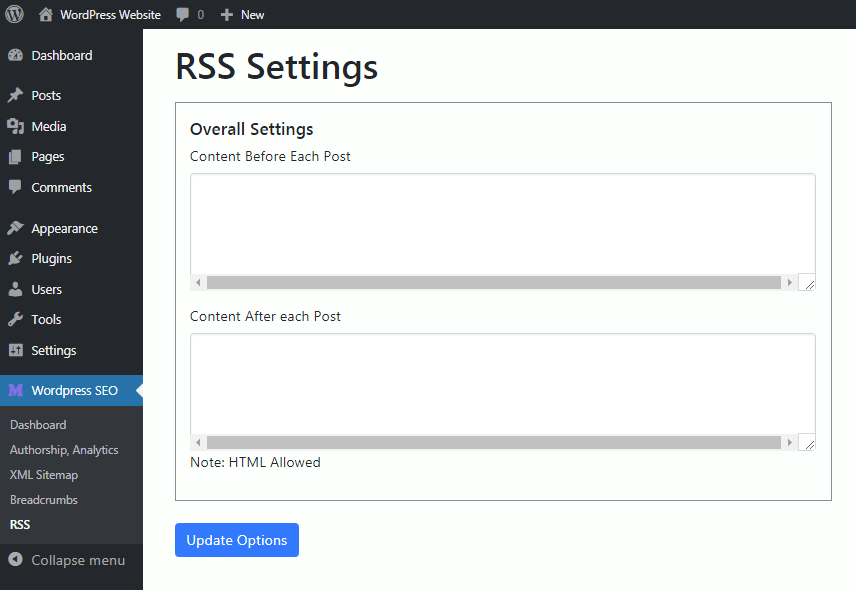 WordPress Website 0 New
Dashboard
Posts
Media
Pages
Comments
Appearance
Plugins
Users
Tools
Settings
Wordpress SEO
Dashboard
Authorship, Analytics
XML Sitemap
Breadcrumbs
RSS
Collapse menu
RSS Settings
Overall Settings
Content Before Each Post
Content After each Post
Note: HTML Allowed
Update Options